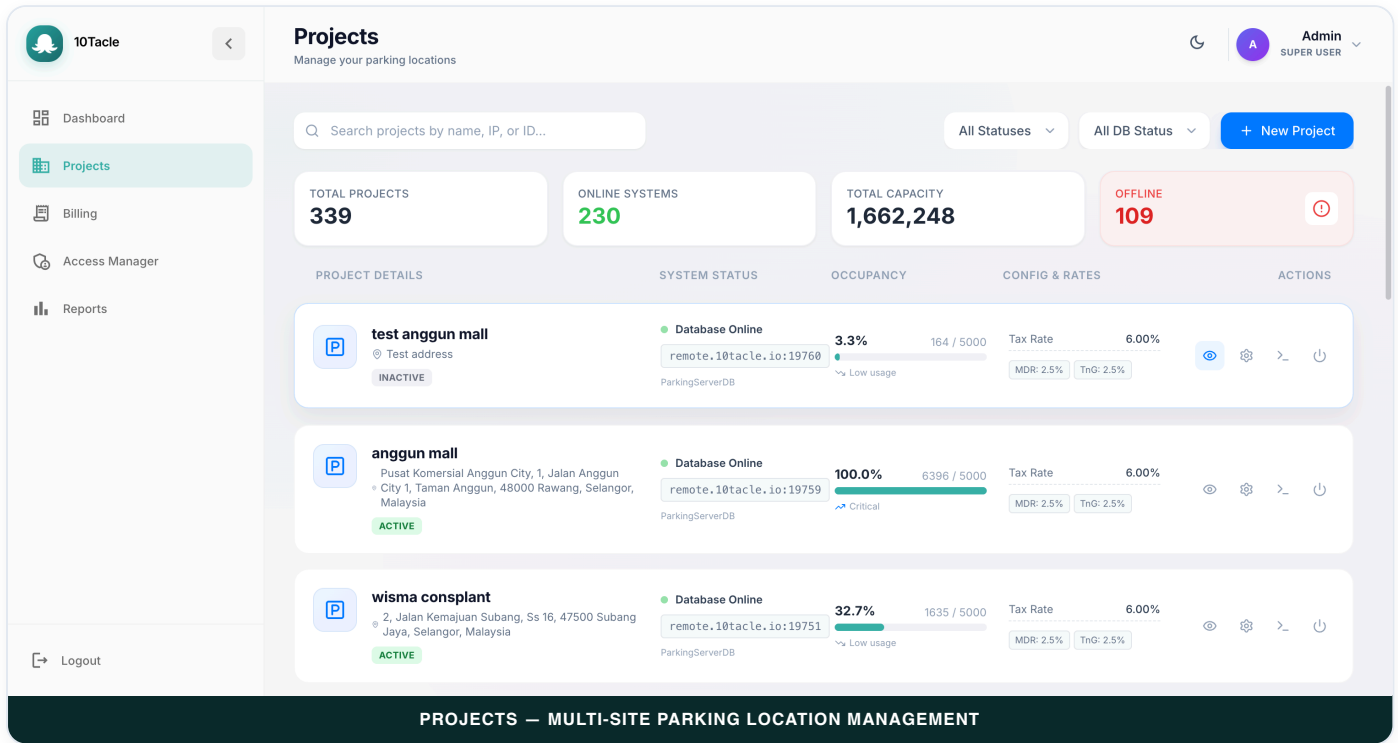 10Tacle
Projects
Manage your parking locations
A
Admin
SUPER USER
Dashboard
Projects
Billing
Access Manager
Reports
Logout
Search projects by name, IP, or ID...
All Statuses
All DB Status
+ New Project
TOTAL PROJECTS
339
ONLINE SYSTEMS
230
TOTAL CAPACITY
1,662,248
OFFLINE
109
PROJECT DETAILS
SYSTEM STATUS
OCCUPANCY
CONFIG & RATES
ACTIONS
P
test anggun mall
Test address
INACTIVE
Database Online
remote.10tacle.io:19760
ParkingServerDB
3.3%
164 / 5000
Low usage
Tax Rate
6.00%
MDR: 2.5%
TnG: 2.5%
P
anggun mall
Pusat Komersial Anggun City, 1, Jalan Anggun
City 1, Taman Anggun, 48000 Rawang, Selangor,
Malaysia
ACTIVE
Database Online
remote.10tacle.io:19759
ParkingServerDB
100.0%
6396 / 5000
Critical
Tax Rate
6.00%
MDR: 2.5%
TnG: 2.5%
P
wisma consplant
2, Jalan Kemajuan Subang, Ss 16, 47500 Subang
Jaya, Selangor, Malaysia
ACTIVE
Database Online
remote.10tacle.io:19751
ParkingServerDB
32.7%
1635 / 5000
Low usage
Tax Rate
6.00%
MDR: 2.5%
TnG: 2.5%
PROJECTS — MULTI-SITE PARKING LOCATION MANAGEMENT